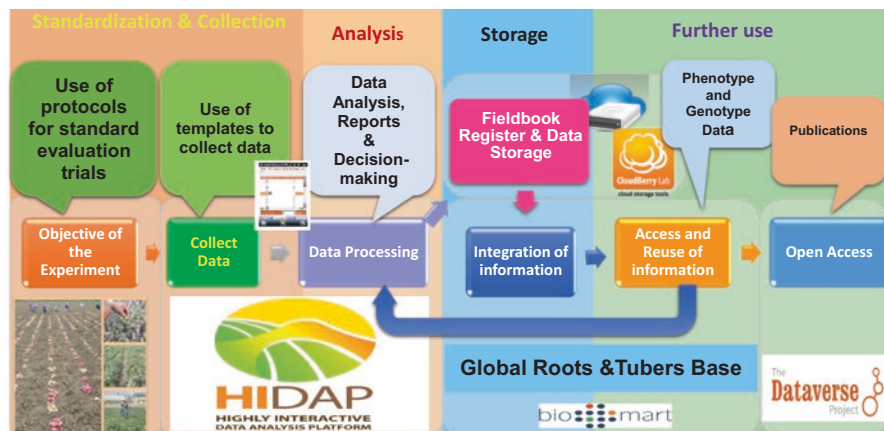 Standardization & Collection
Analysis
Storage
Further use
Use of
protocols
for standard
evaluation
trials
Use of
templates to
collect data
Data
Analysis,
Reports
&
Decision-
making
Fieldbook
Register & Data
Storage
CloudBerry Lab
cloud storage tools
Phenotype
and
Genotype
Data
Publications
Objective of
the
Experiment
Collect
Data
Data Processing
Integration of
information
Access and
Reuse of
information
Open Access
HIDAP
HIGHLY INTERACTIVE
DATA ANALYSIS PLATFORM
Global Roots &Tubers Base
bio mart
The
Dataverse
Project